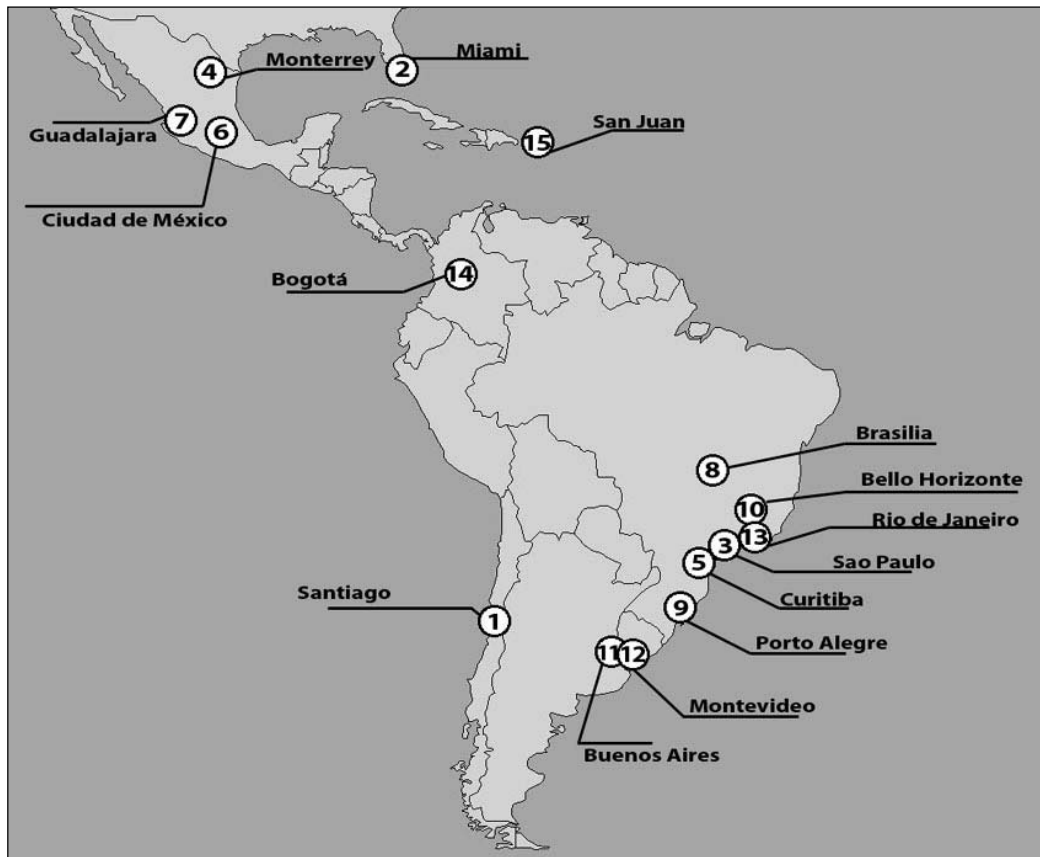 Miami
2
Monterrey
4
San Juan
15
7
Guadalajara
6
Ciudad de México
Bogotá
14
Brasilia
8
Bello Horizonte
10
Rio de Janeiro
13
3
Sao Paulo
5
Curitiba
Santiago
1
9
Porto Alegre
11
12
Montevideo
Buenos Aires